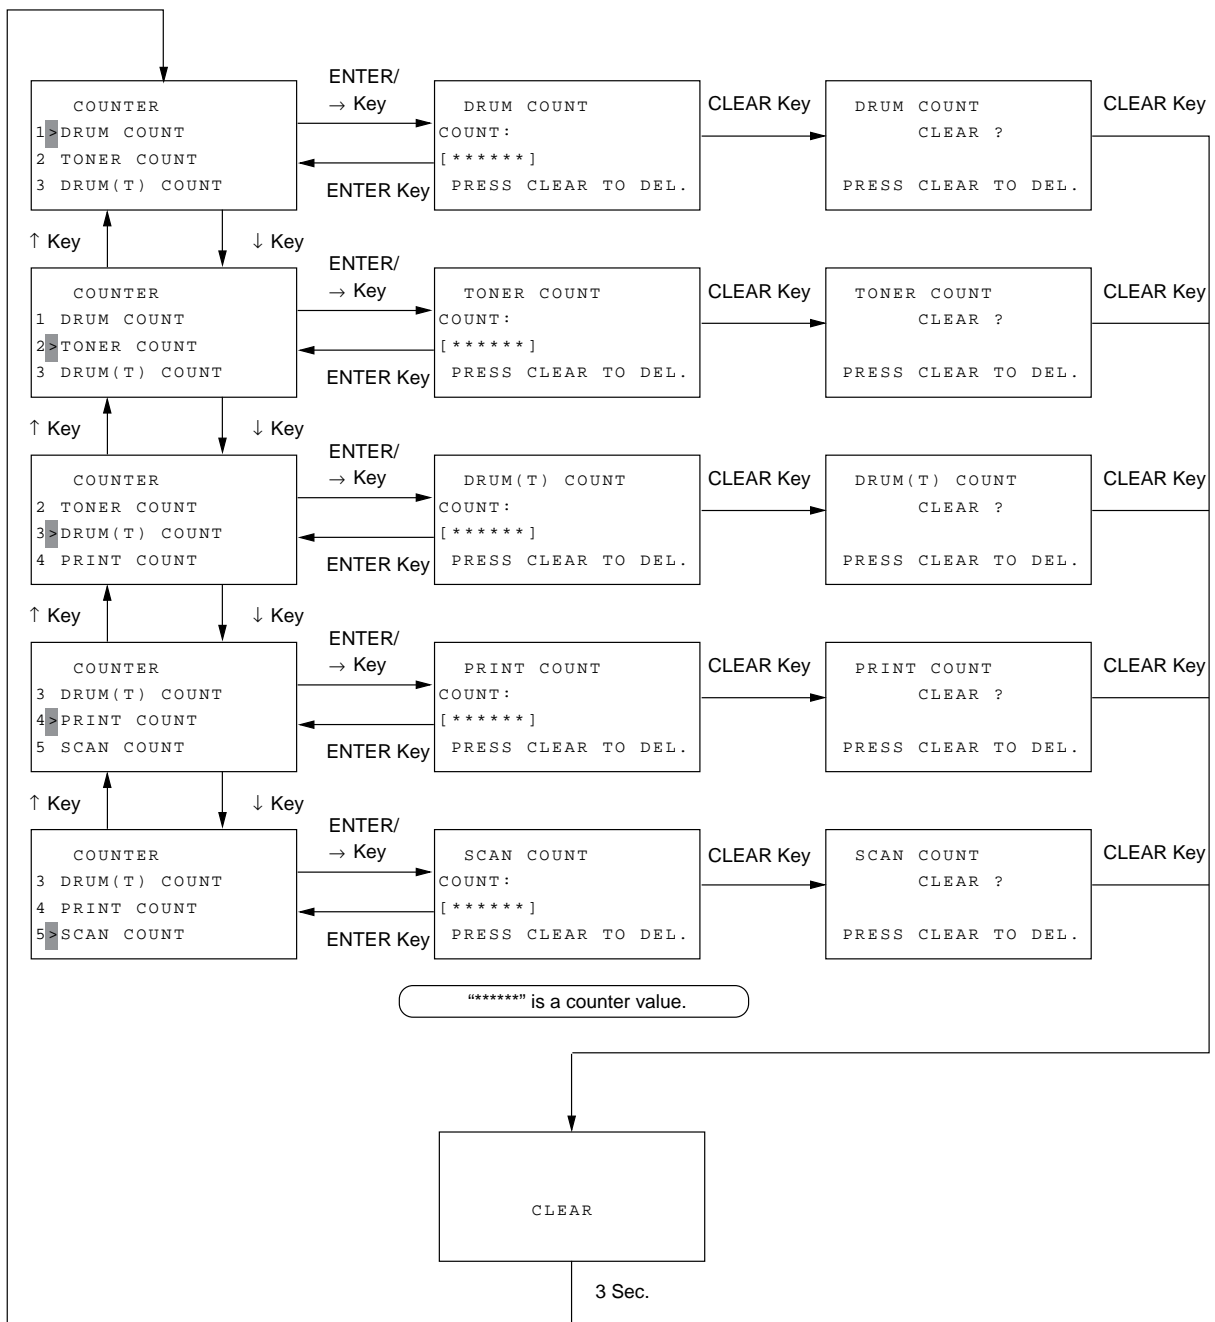 COUNTER
1>DRUM COUNT
2 TONER COUNT
3 DRUM(T) COUNT
ENTER/
→ Key
ENTER Key
DRUM COUNT
COUNT:
[******]
PRESS CLEAR TO DEL.
CLEAR Key
DRUM COUNT
CLEAR ?
PRESS CLEAR TO DEL.
CLEAR Key
↑ Key
↓ Key
COUNTER
1 DRUM COUNT
2>TONER COUNT
3 DRUM(T) COUNT
ENTER/
→ Key
ENTER Key
TONER COUNT
COUNT:
[******]
PRESS CLEAR TO DEL.
CLEAR Key
TONER COUNT
CLEAR ?
PRESS CLEAR TO DEL.
CLEAR Key
↑ Key
↓ Key
COUNTER
2 TONER COUNT
3>DRUM(T) COUNT
4 PRINT COUNT
ENTER/
→ Key
ENTER Key
DRUM(T) COUNT
COUNT:
[******]
PRESS CLEAR TO DEL.
CLEAR Key
DRUM(T) COUNT
CLEAR ?
PRESS CLEAR TO DEL.
CLEAR Key
↑ Key
↓ Key
COUNTER
3 DRUM(T) COUNT
4>PRINT COUNT
5 SCAN COUNT
ENTER/
→ Key
ENTER Key
PRINT COUNT
COUNT:
[******]
PRESS CLEAR TO DEL.
CLEAR Key
PRINT COUNT
CLEAR ?
PRESS CLEAR TO DEL.
CLEAR Key
↑ Key
↓ Key
COUNTER
3 DRUM(T) COUNT
4 PRINT COUNT
5>SCAN COUNT
ENTER/
→ Key
ENTER Key
SCAN COUNT
COUNT:
[******]
PRESS CLEAR TO DEL.
CLEAR Key
SCAN COUNT
CLEAR ?
PRESS CLEAR TO DEL.
CLEAR Key
“******” is a counter value.
CLEAR
3 Sec.